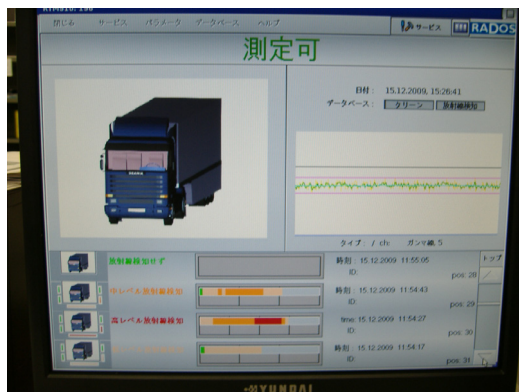 RTM910: 190
閉じる サービス パラメータ データベース ヘルプ
サービス RADOS
測定可
日付： 15.12.2009, 15:26:41
データベース： クリーン 放射線検知
タイプ： / cfs ガンマ線, 5
放射線検知せず 時刻：15.12.2009 11:55:05 トップ
ID: pos: 28
中レベル放射線検知 時刻：15.12.2009 11:54:43
ID: pos: 29
高レベル放射線検知 time: 15.12.2009 11:54:27
ID: pos: 30
時刻：15.12.2009 11:54:17
ID: pos: 31
HYUNDAI